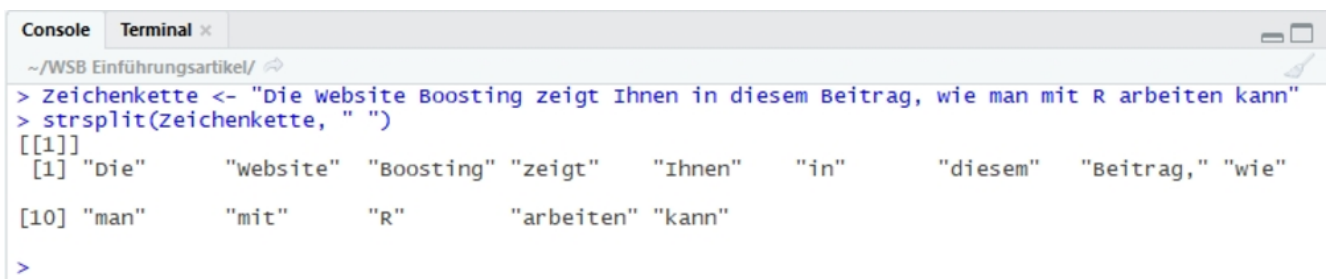 Console Terminal ×
~/WSB Einführungsartikel/
> Zeichenkette <- "Die Website Boosting zeigt Ihnen in diesem Beitrag, wie man mit R arbeiten kann"
> strsplit(Zeichenkette, " ")
[[1]]
[1] "Die" "Website" "Boosting" "zeigt" "Ihnen" "in" "diesem" "Beitrag," "wie"
[10] "man" "mit" "R" "arbeiten" "kann"
>